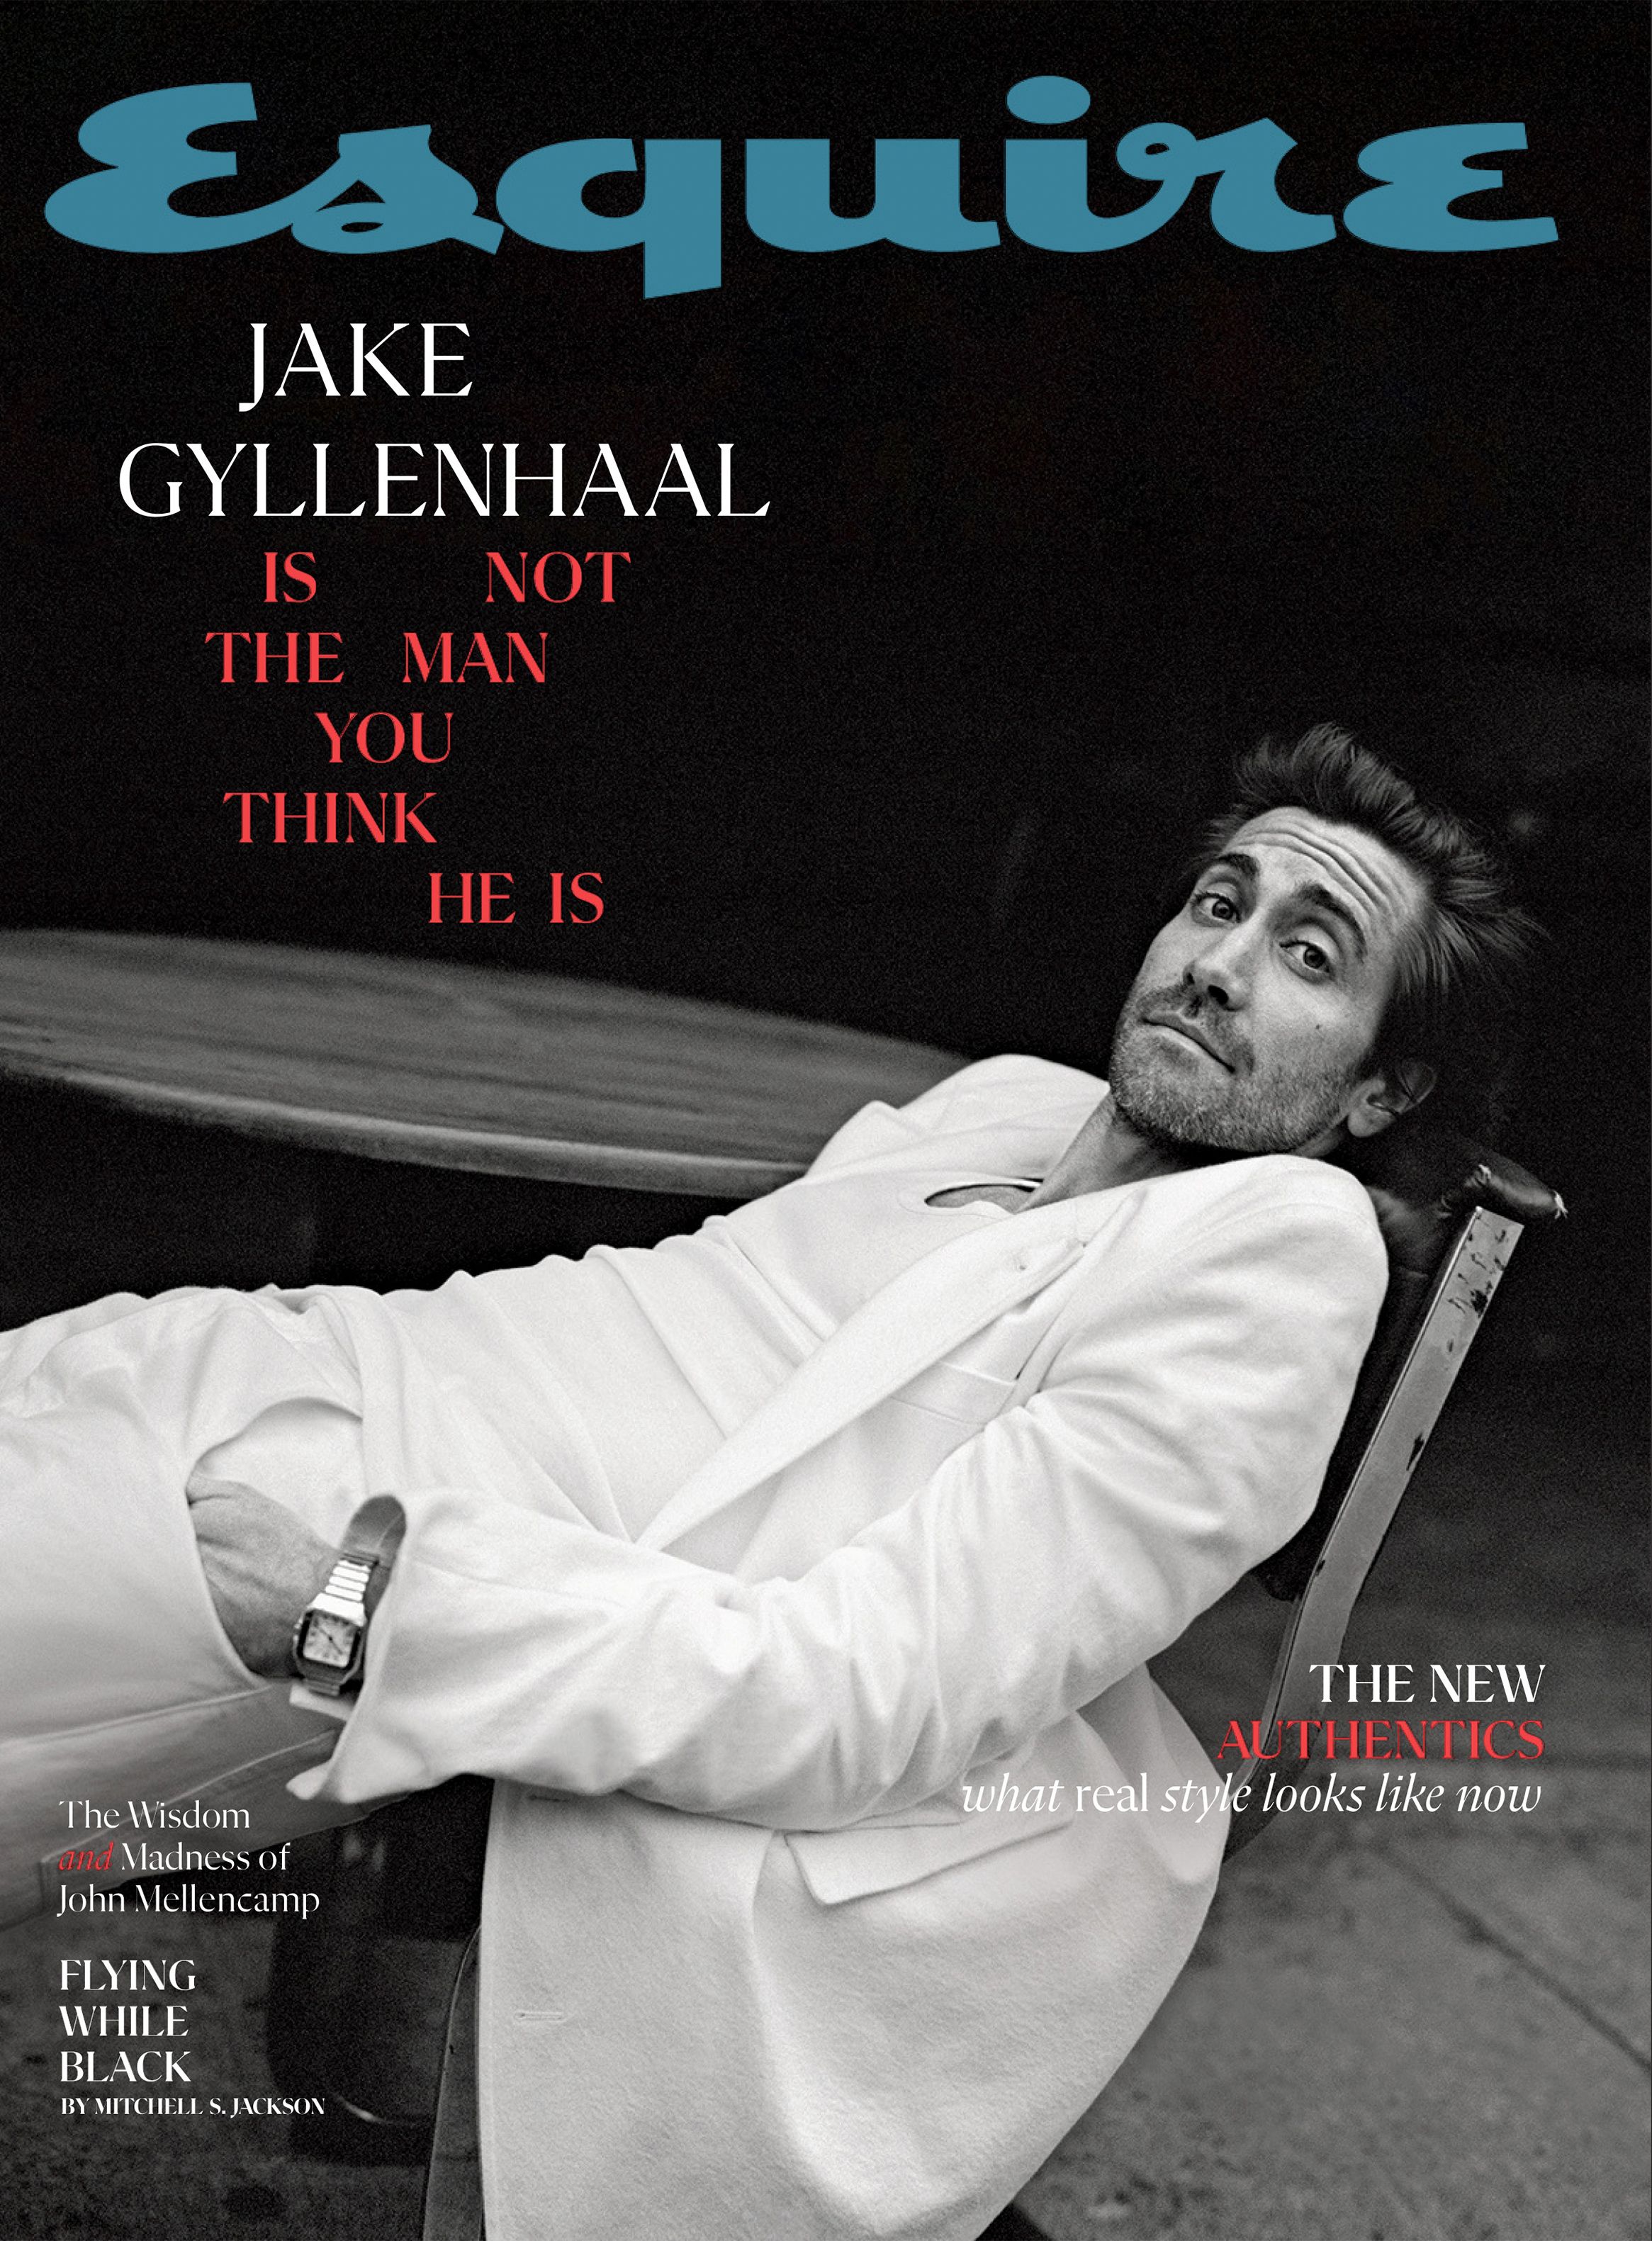 Esquire
JAKE
GYLLENHAAL
IS NOT
THE MAN
YOU
THINK
HE IS
THE NEW
AUTHENTICS
what real style looks like now
The Wisdom
and Madness of
John Mellencamp
FLYING
WHILE
BLACK
BY MITCHELL S. JACKSON